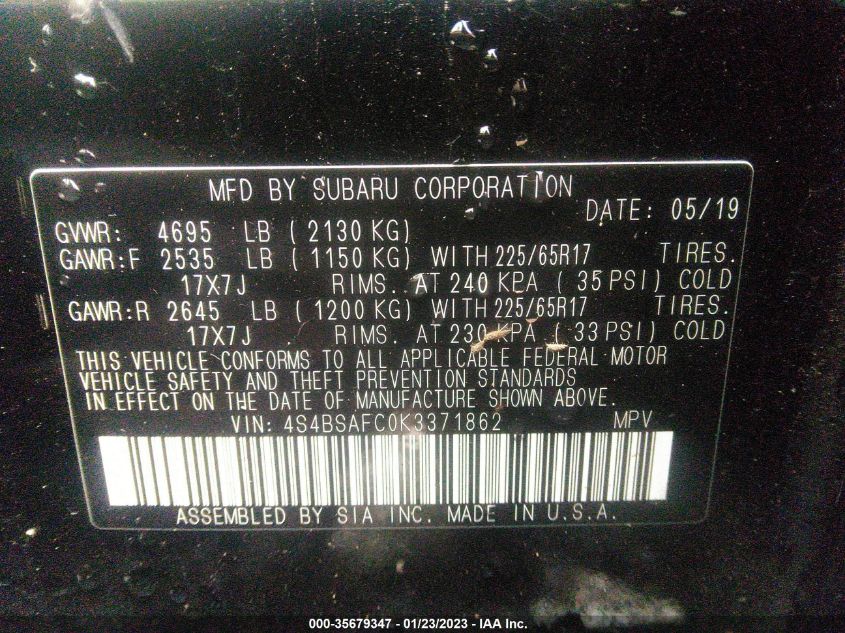 MFD BY SUBARU CORPORATION
DATE: 05/19
GVWR: 4695 LB ( 2130 KG)
GAWR:F 2535 LB ( 1150 KG) WITH 225/65R17 TIRES.
17X7J RIMS. AT 240 KPA ( 35 PSI) COLD
GAWR:R 2645 LB ( 1200 KG) WITH 225/65R17 TIRES.
17X7J RIMS. AT 230 KPA ( 33 PSI) COLD
THIS VEHICLE CONFORMS TO ALL APPLICABLE FEDERAL MOTOR
VEHICLE SAFETY AND THEFT PREVENTION STANDARDS
IN EFFECT ON THE DATE OF MANUFACTURE SHOWN ABOVE.
VIN: 4S4BSAFC0K3371862 MPV
ASSEMBLED BY SIA INC. MADE IN U.S.A.
000-35679347 - 01/23/2023 - IAA Inc.